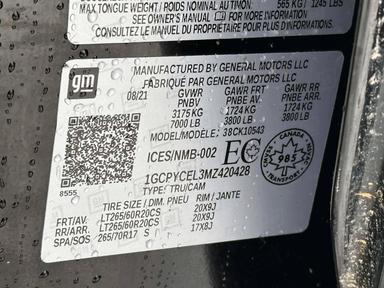 MAX TONGUE WEIGHT / POIDS NOMINAL AU TIMON: 565 KG / 1245 LBS
SEE OWNER'S MANUAL FOR MORE INFORMATION
CONSULTEZ LE MANUEL DU PROPRIÉTAIRE POUR PLUS D'INFORMATIONS.
gm
MANUFACTURED BY GENERAL MOTORS LLC
FABRIQUÉ PAR GENERAL MOTORS LLC
08/21 GVWR GAWR FRT GAWR RR
PNBV PNBE AV. PNBE ARR.
3175 KG 1724 KG 1724 KG
7000 LB 3800 LB 3800 LB
MODEL/MODÈLE: 38CK10543
ICES/NMB-002 EC
CANADA
985
TRANSPORT
1GCPYCEL3MZ420428
8555
TYPE: TRU/CAM
TIRE SIZE / DIM. PNEU RIM / JANTE
FRT/AV LT265/60R20CS 20X9J
RR/ARR LT265/60R20CS 20X9J
SPA/SOS 265/70R17 S 17X8J